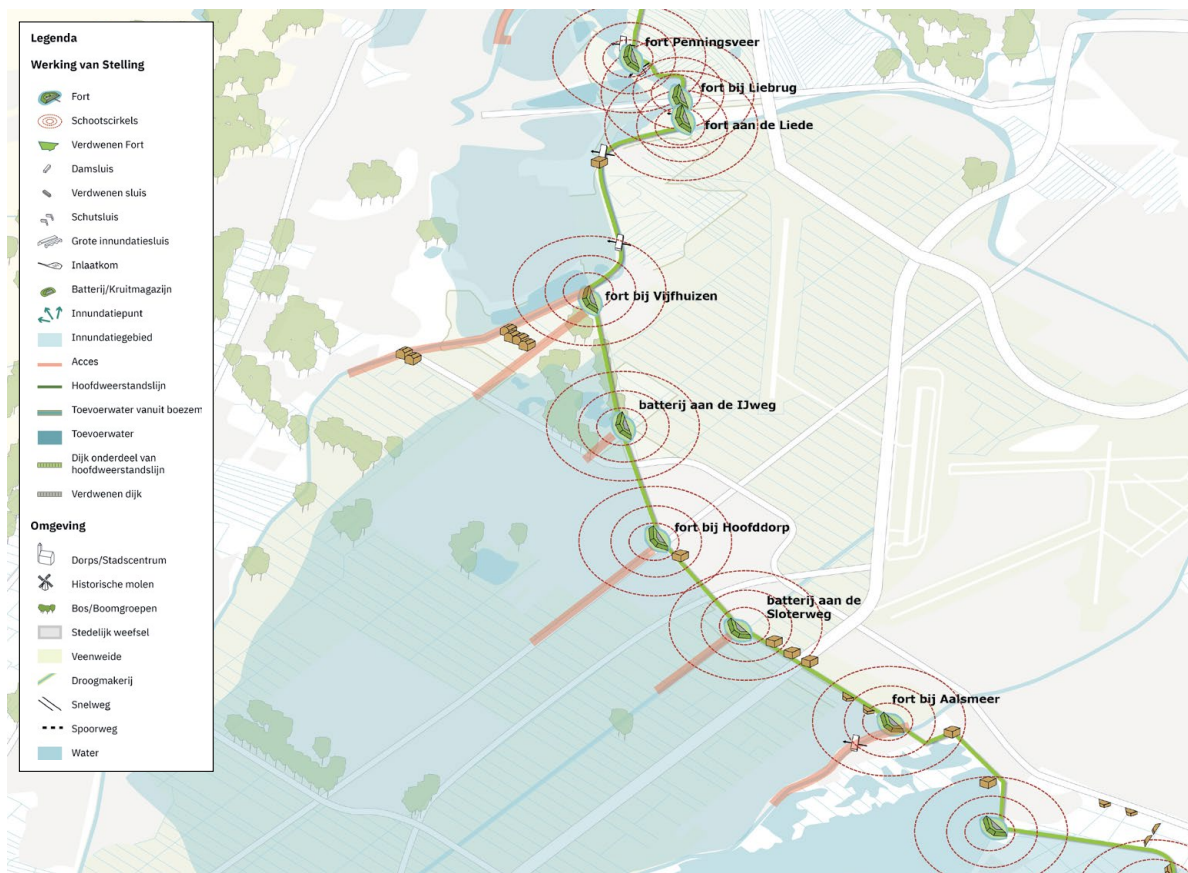 Legenda
Werking van Stelling
Fort
Schootscirkels
Verdwenen Fort
Damsluis
Verdwenen sluis
Schutsluis
Grote innundatiesluis
Inlaatkom
Batterij/Kruitmagazijn
Innundatiepunt
Innundatiegebied
Acces
Hoofdweerstandslijn
Toevoerwater vanuit boezem
Toevoerwater
Dijk onderdeel van
hoofdweerstandslijn
Verdwenen dijk
Omgeving
Dorps/Stadscentrum
Historische molen
Bos/Boomgroepen
Stedelijk weefsel
Veenweide
Droogmakerij
Snelweg
Spoorweg
Water
fort Penningsveer
fort bij Liebrug
fort aan de Liede
fort bij Vijfhuizen
batterij aan de IJweg
fort bij Hoofddorp
batterij aan de
Sloterweg
fort bij Aalsmeer